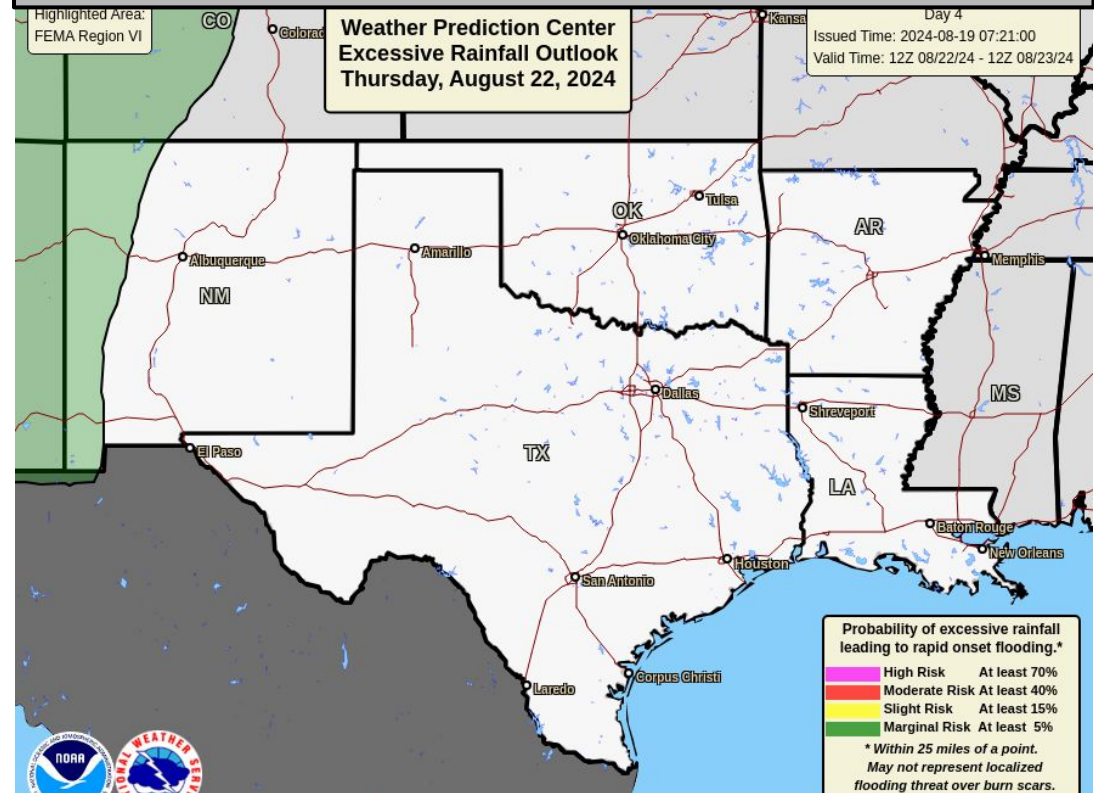 Highlighted Area:
FEMA Region VI
CO
Colorad
Weather Prediction Center
Excessive Rainfall Outlook
Thursday, August 22, 2024
Kansa
Day 4
Issued Time: 2024-08-19 07:21:00
Valid Time: 12Z 08/22/24 - 12Z 08/23/24
Tulsa
OK
Oklahoma City
AR
Amarillo
Albuquerque
Memphis
NM
Dallas
MS
Shreveport
El Paso
TX
LA
Baton Rouge
New Orleans
Houston
San Antonio
Corpus Christi
Laredo
Probability of excessive rainfall
leading to rapid onset flooding.*
High Risk At least 70%
Moderate Risk At least 40%
Slight Risk At least 15%
Marginal Risk At least 5%
* Within 25 miles of a point.
May not represent localized
flooding threat over burn scars.
NOAA
WEATHER SERV